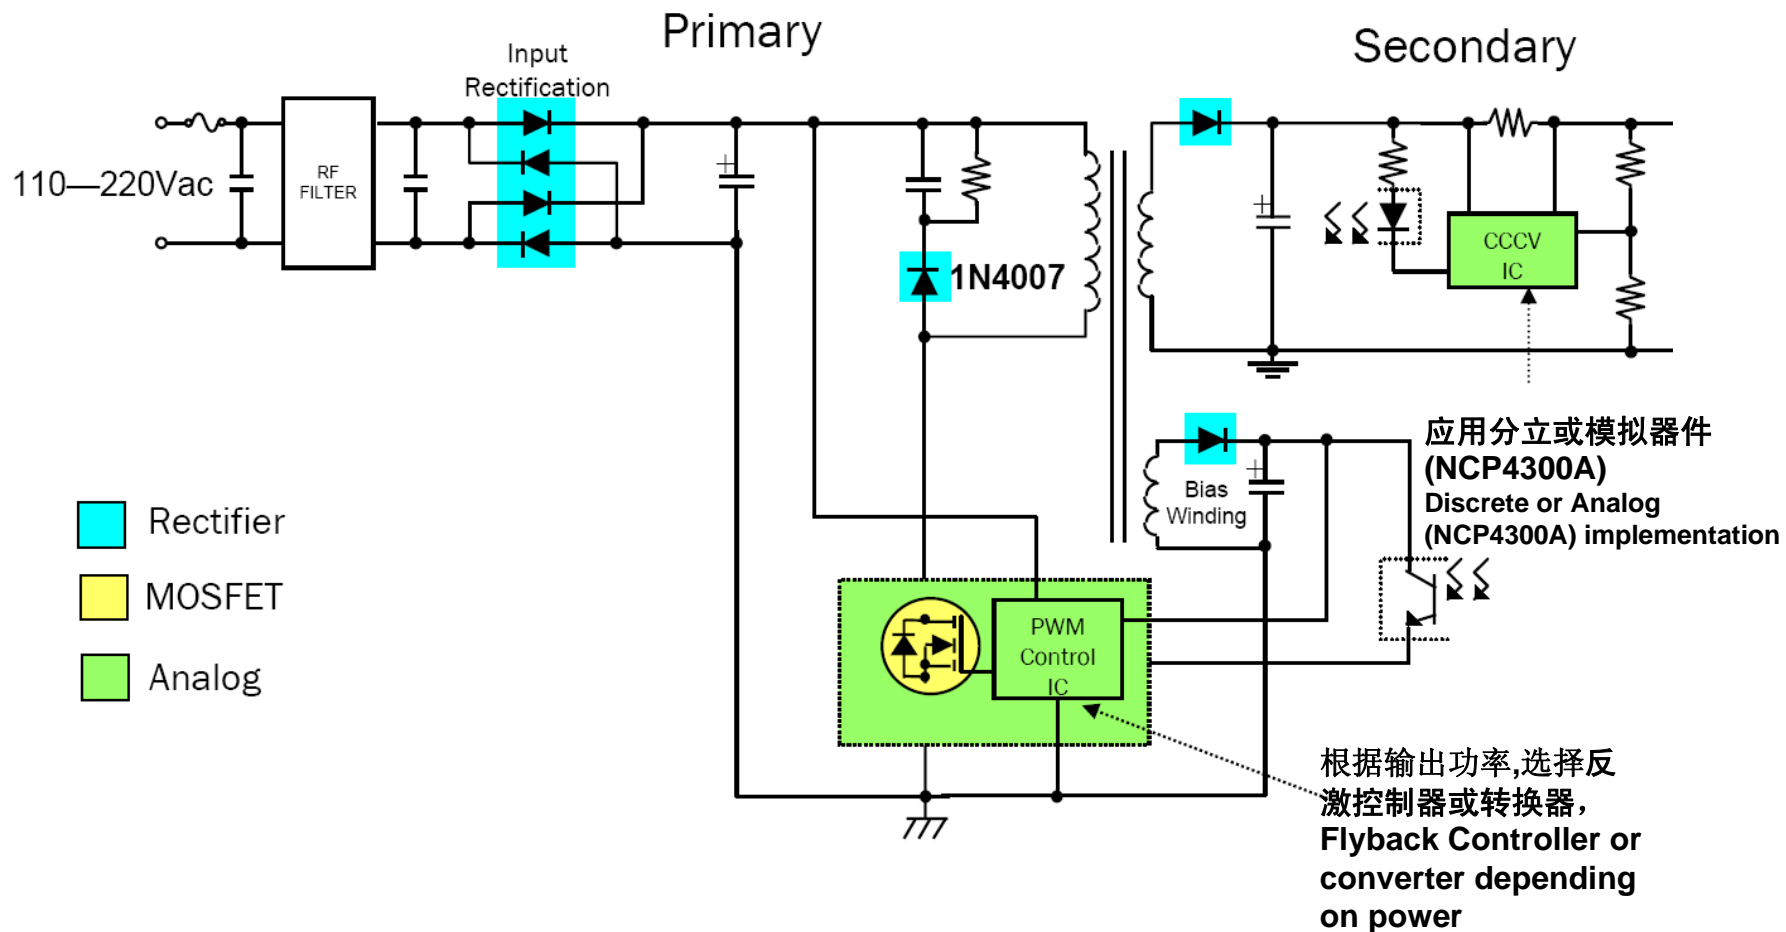 Primary
Secondary
Input
Rectification
110—220Vac
RF
FILTER
1N4007
CCCV
IC
应用分立或模拟器件
(NCP4300A)
Discrete or Analog
(NCP4300A) implementation
Bias
Winding
Rectifier
MOSFET
Analog
PWM
Control
IC
根据输出功率,选择反
激控制器或转换器，
Flyback Controller or
converter depending
on power